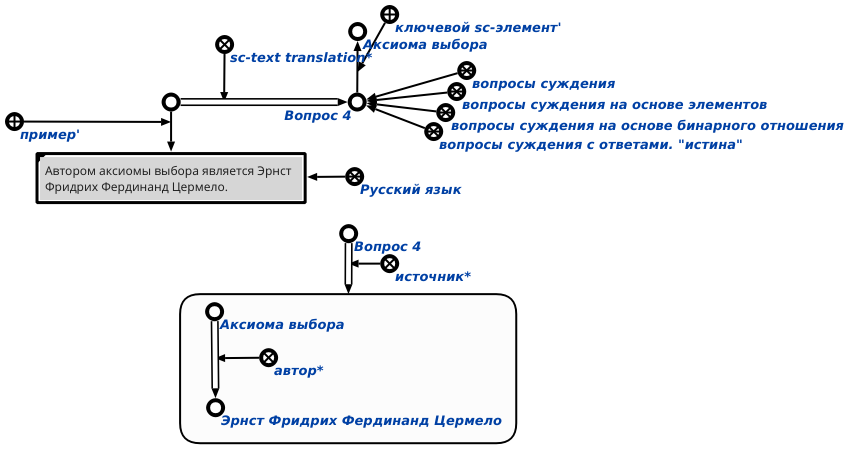 ключевой sc-элемент'
Аксиома выбора
sc-text translation*
вопросы суждения
вопросы суждения на основе элементов
Вопрос 4
вопросы суждения на основе бинарного отношения
пример'
вопросы суждения с ответами. "истина"
Автором аксиомы выбора является Эрнст
Фридрих Фердинанд Цермело.
Русский язык
Вопрос 4
источник*
Аксиома выбора
автор*
Эрнст Фридрих Фердинанд Цермело